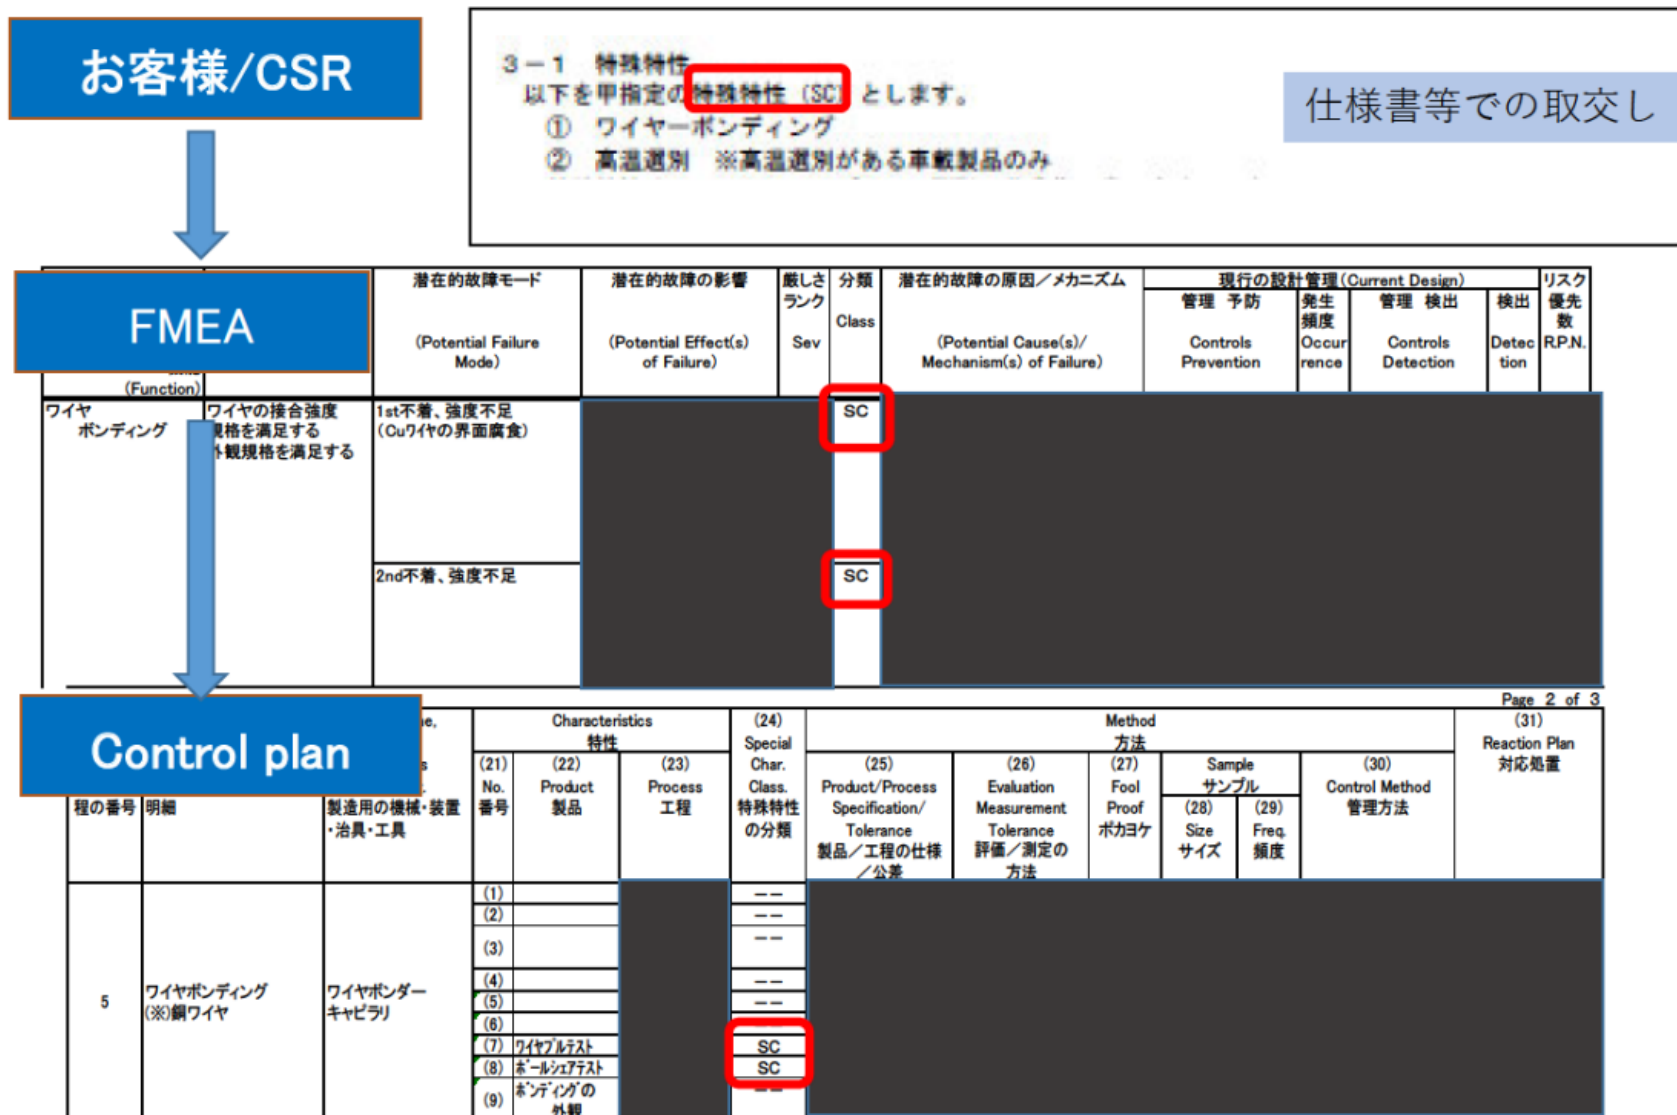 お客様/CSR
3－1 特殊特性
以下を甲指定の特殊特性（SC）とします。
① ワイヤーボンディング
② 高温選別 ※高温選別がある車載製品のみ
仕様書等での取交し
FMEA
(Function)
潜在的故障モード
(Potential Failure
Mode)
潜在的故障の影響
(Potential Effect(s)
of Failure)
厳しさ
ランク
Sev
分類
Class
潜在的故障の原因／メカニズム
(Potential Cause(s)/
Mechanism(s) of Failure)
現行の設計管理(Current Design)
管理 予防
Controls
Prevention
発生
頻度
Occur
rence
管理 検出
Controls
Detection
検出
Detec
tion
リスク
優先
数
R.P.N.
ワイヤ
ボンディング
ワイヤの接合強度
規格を満足する
外観規格を満足する
1st不着、強度不足
(Cuワイヤの界面腐食)
SC
2nd不着、強度不足
SC
Page 2 of 3
Control plan
程の番号
明細
製造用の機械・装置
・治具・工具
Characteristics
特性
(21)
No.
番号
(22)
Product
製品
(23)
Process
工程
(24)
Special
Char.
Class.
特殊特性
の分類
Method
方法
(25)
Product/Process
Specification/
Tolerance
製品／工程の仕様
／公差
(26)
Evaluation
Measurement
Tolerance
評価／測定の
方法
(27)
Fool
Proof
ポカヨケ
Sample
サンプル
(28)
Size
サイズ
(29)
Freq.
頻度
(30)
Control Method
管理方法
(31)
Reaction Plan
対応処置
5
ワイヤボンディング
(※)銅ワイヤ
ワイヤボンダー
キャピラリ
(1) ——
(2) ——
(3) ——
(4) ——
(5) ——
(6)
(7) ワイヤプルテスト SC
(8) ボールシェアテスト SC
(9) ボンディングの ——
外観